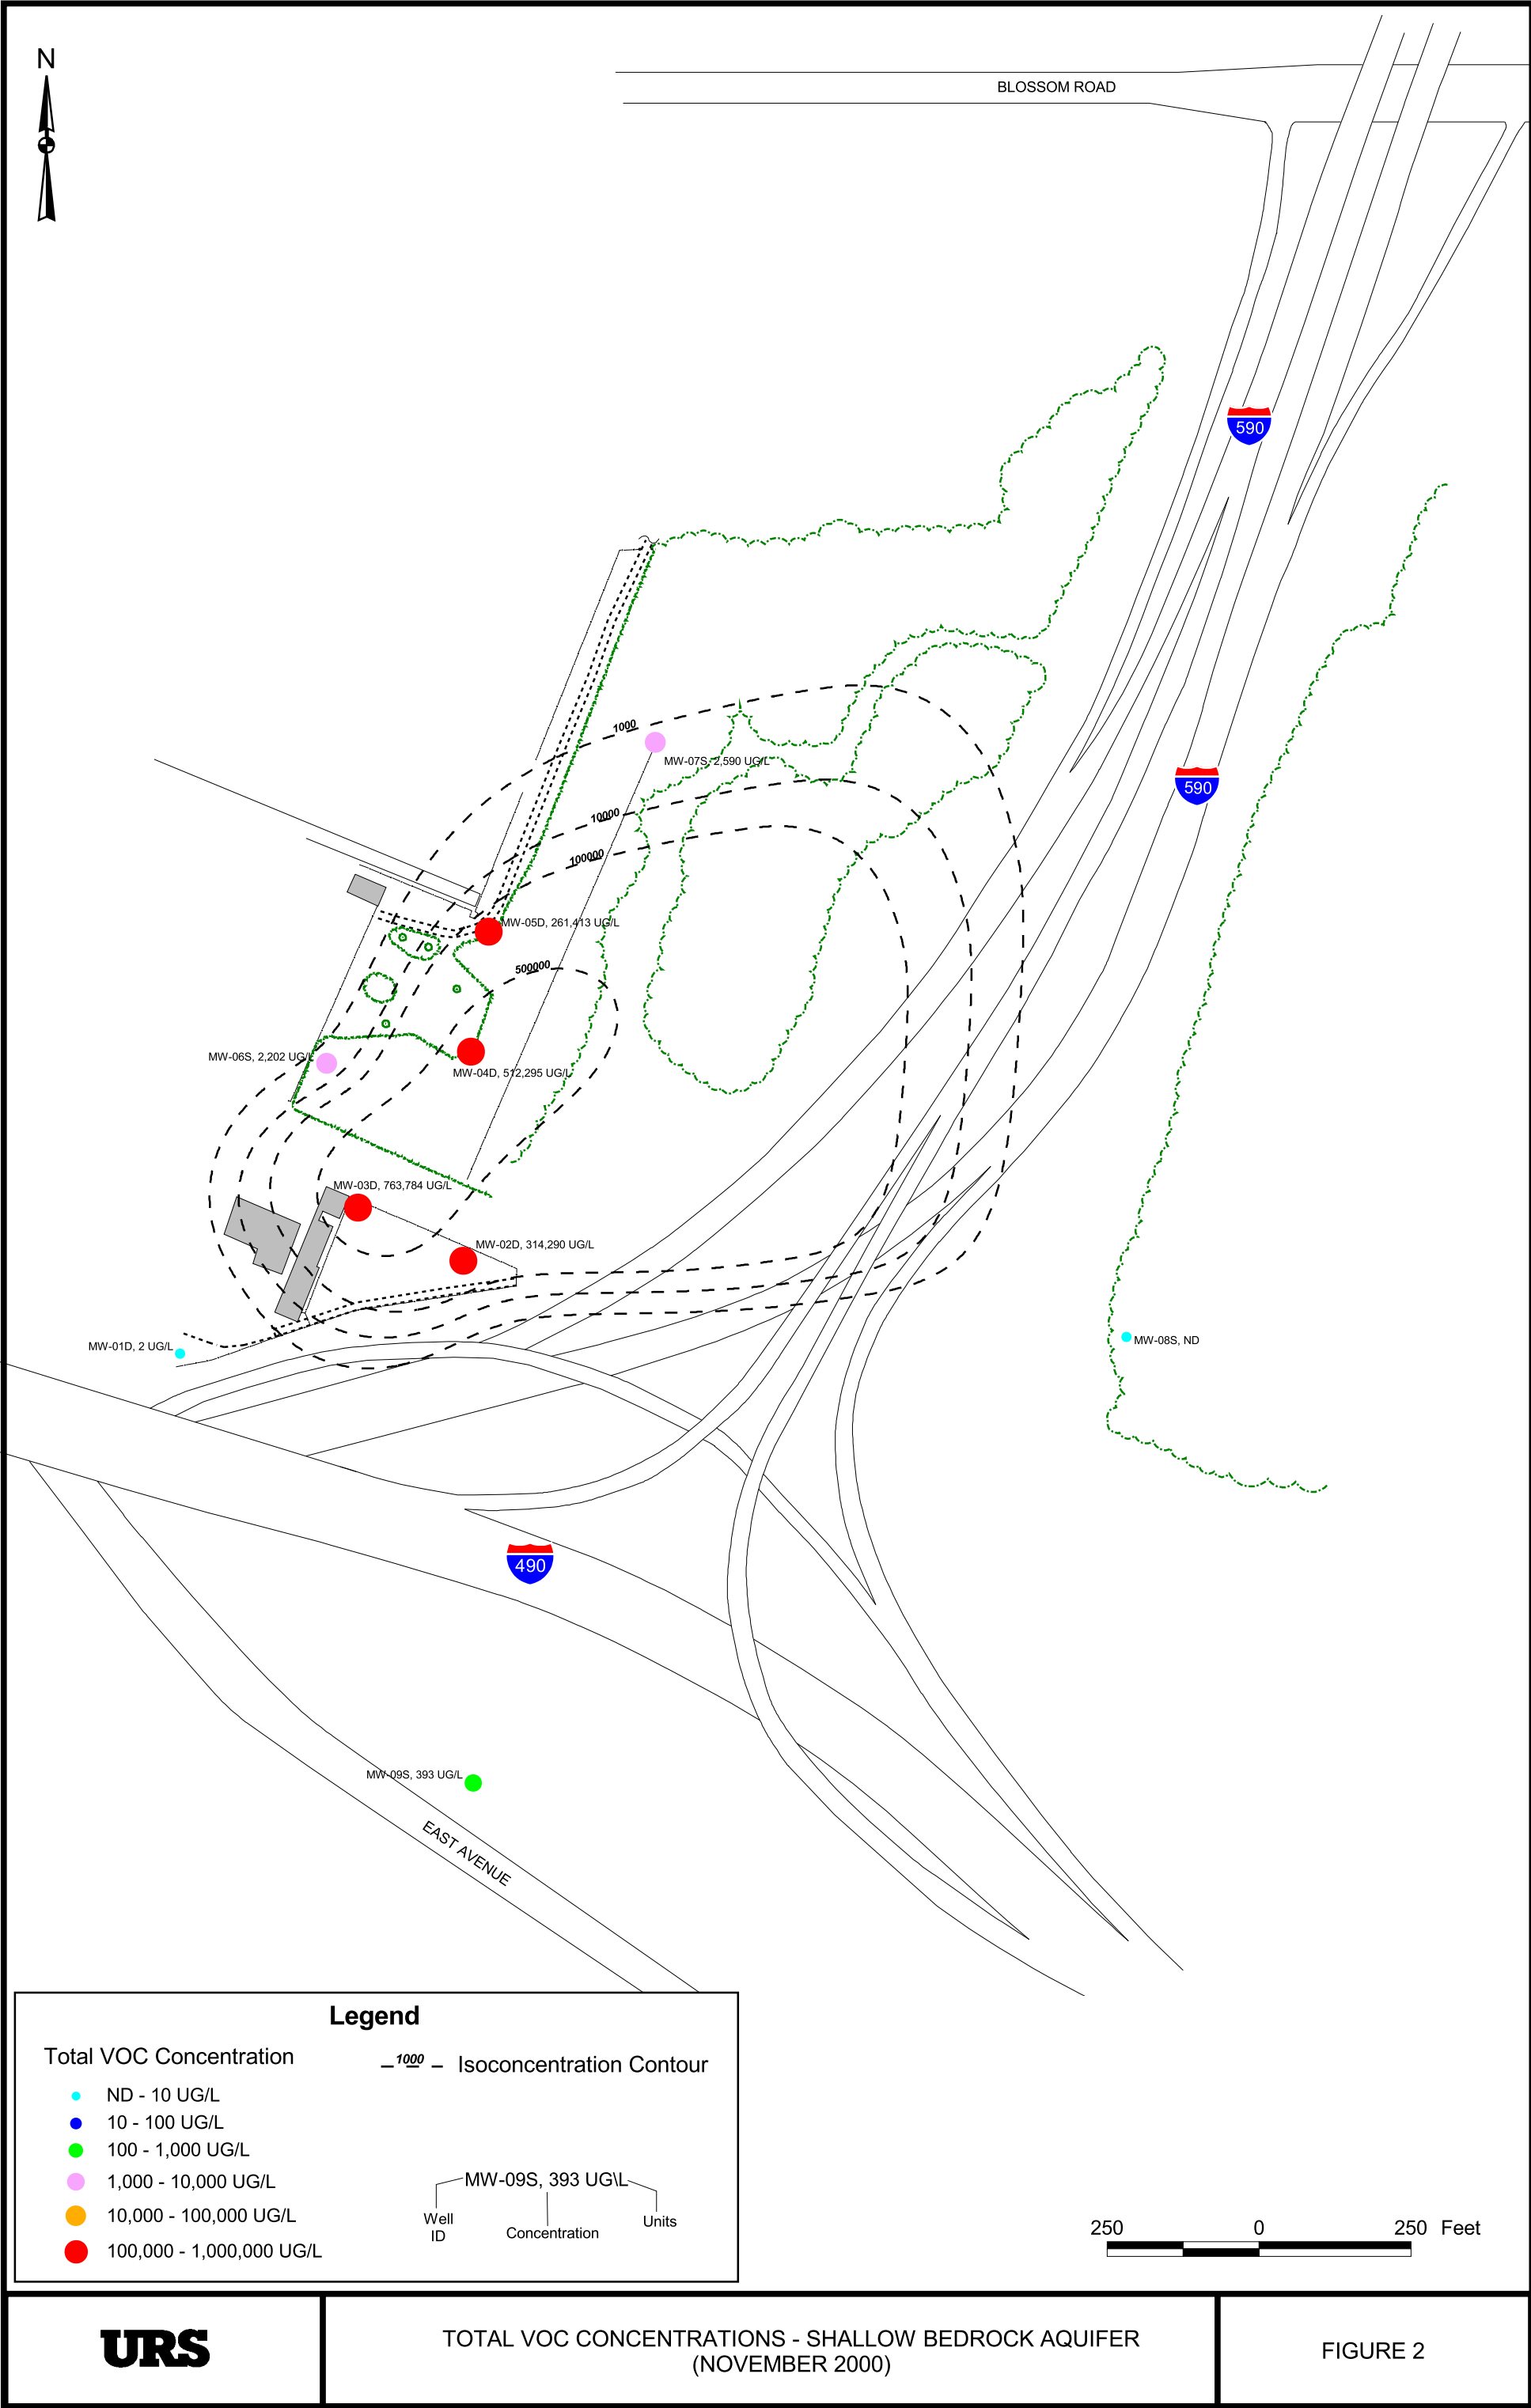 N
BLOSSOM ROAD
590
1000
MW-07S, 2,590 UG/L
590
10000
100000
MW-05D, 261,413 UG/L
500000
MW-06S, 2,202 UG/L
MW-04D, 512,295 UG/L
MW-03D, 763,784 UG/L
MW-02D, 314,290 UG/L
MW-01D, 2 UG/L
MW-08S, ND
490
MW-09S, 393 UG/L
EAST AVENUE
Legend
Total VOC Concentration
ND - 10 UG/L
10 - 100 UG/L
100 - 1,000 UG/L
1,000 - 10,000 UG/L
10,000 - 100,000 UG/L
100,000 - 1,000,000 UG/L
1000 Isoconcentration Contour
MW-09S, 393 UG\L
Well
ID
Concentration
Units
250 0 250 Feet
URS
TOTAL VOC CONCENTRATIONS - SHALLOW BEDROCK AQUIFER
(NOVEMBER 2000)
FIGURE 2